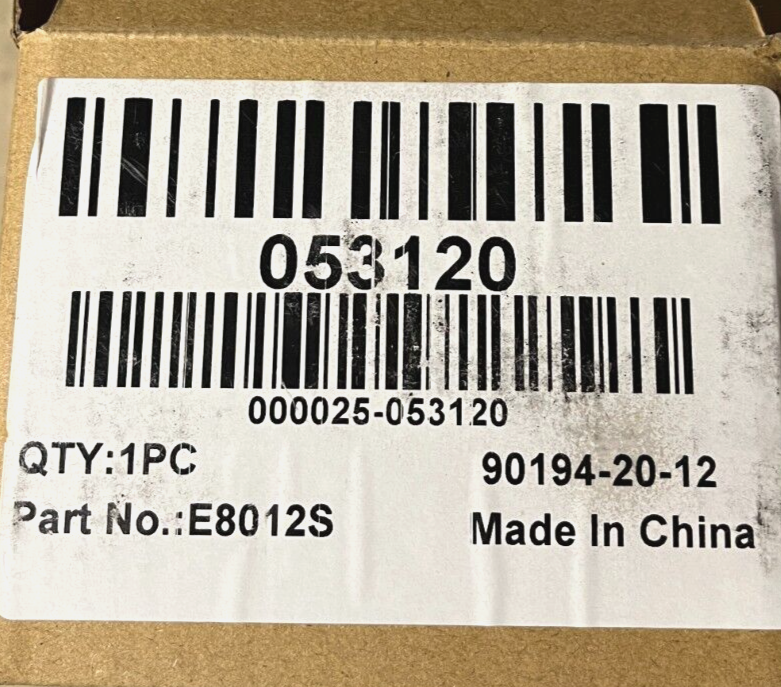 053120
000025-053120
QTY:1PC
90194-20-12
Part No.:E8012S
Made In China